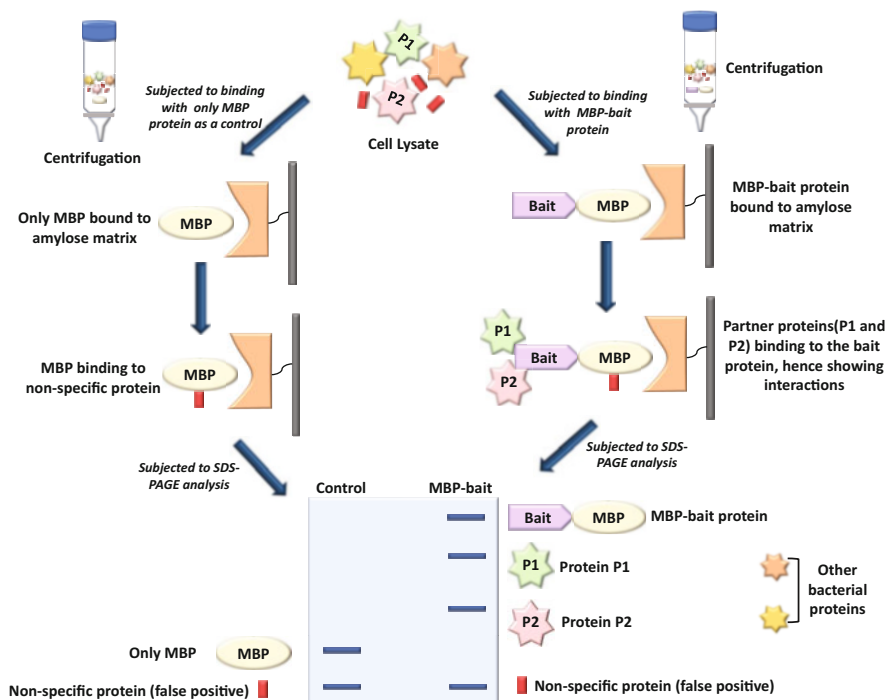 P1
P2
Cell Lysate
Subjected to binding
with only MBP
protein as a control
Centrifugation
Subjected to binding
with MBP-bait
protein
Centrifugation
Only MBP bound to
amylose matrix
MBP
Bait
MBP
MBP-bait protein
bound to amylose
matrix
MBP binding to
non-specific protein
MBP
P1
Bait
MBP
P2
Partner proteins(P1 and
P2) binding to the bait
protein, hence showing
interactions
Subjected to SDS-
PAGE analysis
Subjected to SDS-
PAGE analysis
Control
MBP-bait
Bait
MBP
MBP-bait protein
P1
Protein P1
P2
Protein P2
Other
bacterial
proteins
Only MBP
MBP
Non-specific protein (false positive)
Non-specific protein (false positive)